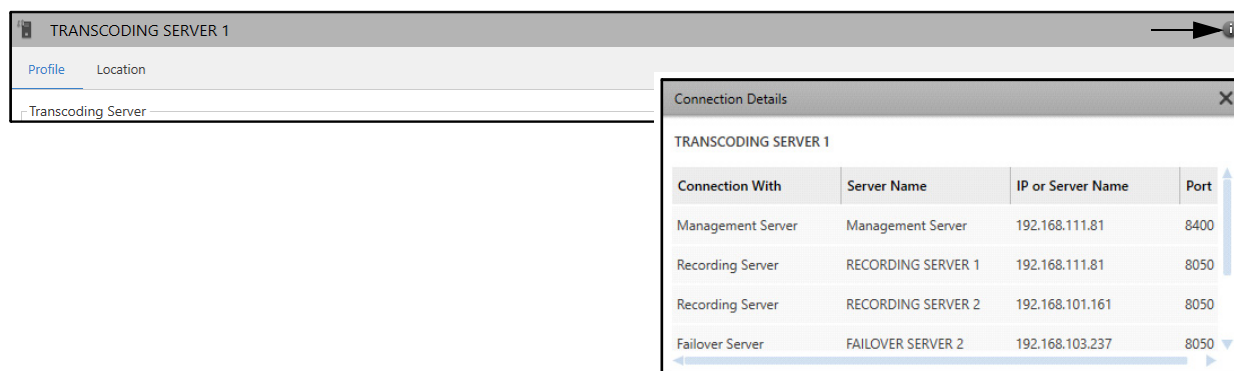 TRANSCODING SERVER 1
Profile Location
Transcoding Server
Connection Details
TRANSCODING SERVER 1
Connection With Server Name IP or Server Name Port
Management Server Management Server 192.168.111.81 8400
Recording Server RECORDING SERVER 1 192.168.111.81 8050
Recording Server RECORDING SERVER 2 192.168.101.161 8050
Failover Server FAILOVER SERVER 2 192.168.103.237 8050